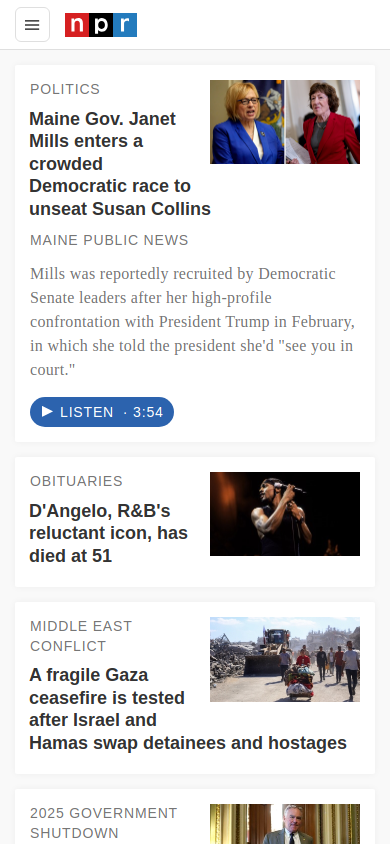 npr
POLITICS
Maine Gov. Janet
Mills enters a
crowded
Democratic race to
unseat Susan Collins
MAINE PUBLIC NEWS
Mills was reportedly recruited by Democratic
Senate leaders after her high-profile
confrontation with President Trump in February,
in which she told the president she'd "see you in
court."
LISTEN · 3:54
OBITUARIES
D'Angelo, R&B's
reluctant icon, has
died at 51
MIDDLE EAST
CONFLICT
A fragile Gaza
ceasefire is tested
after Israel and
Hamas swap detainees and hostages
2025 GOVERNMENT
SHUTDOWN